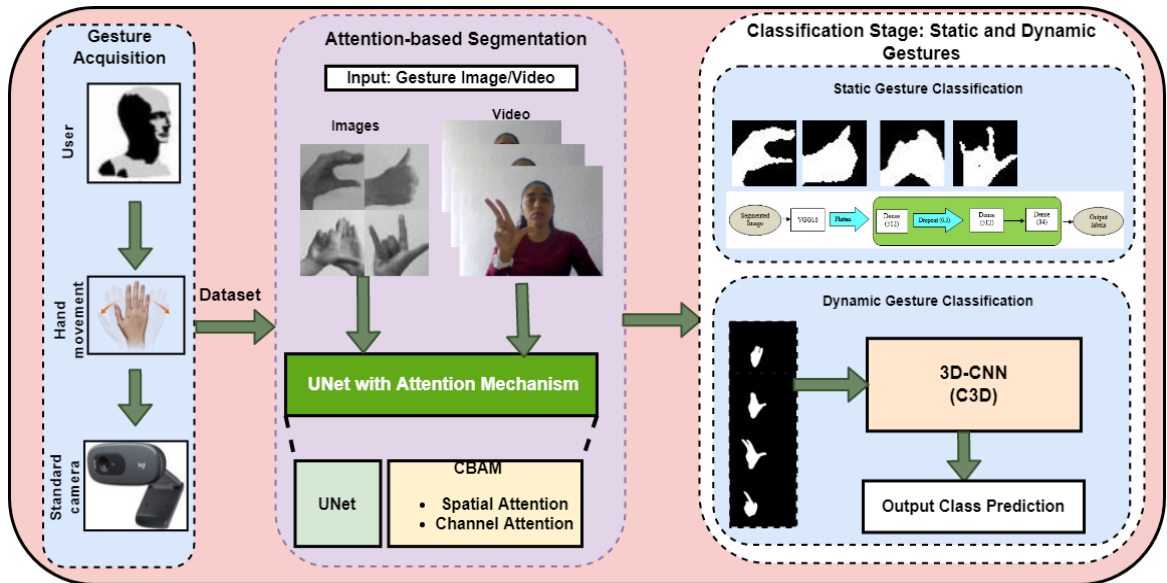 Gesture
Acquisition
User
Hand
movement
Standard
camera
Dataset
Attention-based Segmentation
Input: Gesture Image/Video
Images
Video
UNet with Attention Mechanism
UNet
CBAM
• Spatial Attention
• Channel Attention
Classification Stage: Static and Dynamic
Gestures
Static Gesture Classification
Segmented
Image
VGG16
Flatten
Dense
(512)
Dropout (0.5)
Dense
(512)
Dense
(34)
Output
labels
Dynamic Gesture Classification
3D-CNN
(C3D)
Output Class Prediction